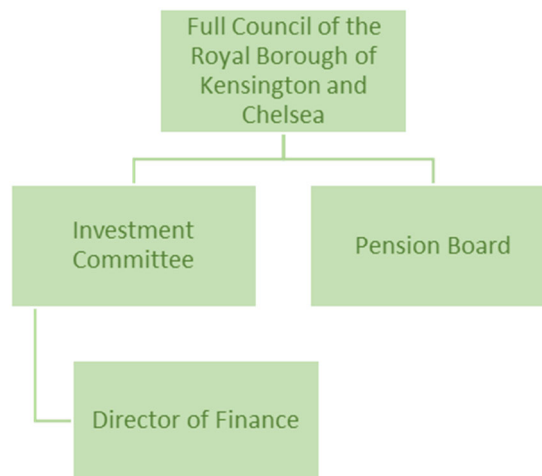 Full Council of the
Royal Borough of
Kensington and
Chelsea
Investment
Committee
Pension Board
Director of Finance